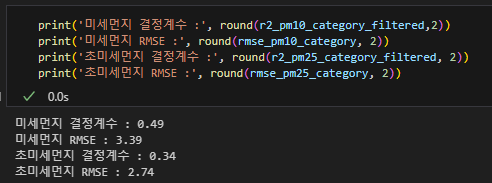 print('미세먼지 결정계수 :', round(r2_pm10_category_filtered,2))
print('미세먼지 RMSE :', round(rmse_pm10_category, 2))
print('초미세먼지 결정계수 :', round(r2_pm25_category_filtered, 2))
print('초미세먼지 RMSE :', round(rmse_pm25_category, 2))
0.0s
미세먼지 결정계수 : 0.49
미세먼지 RMSE : 3.39
초미세먼지 결정계수 : 0.34
초미세먼지 RMSE : 2.74